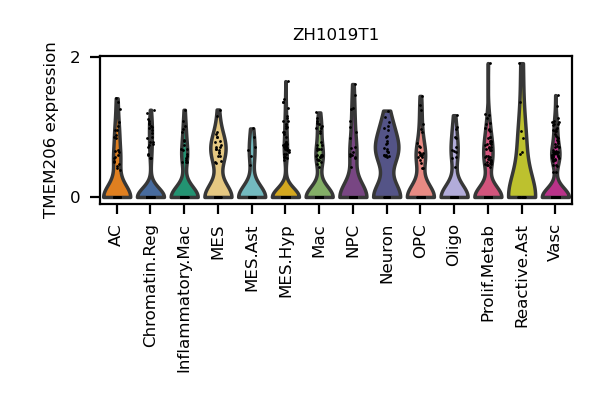 ZH1019T1
TMEM206 expression
2
0
AC
Chromatin.Reg
Inflammatory.Mac
MES
MES.Ast
MES.Hyp
Mac
NPC
Neuron
OPC
Oligo
Prolif.Metab
Reactive.Ast
Vasc